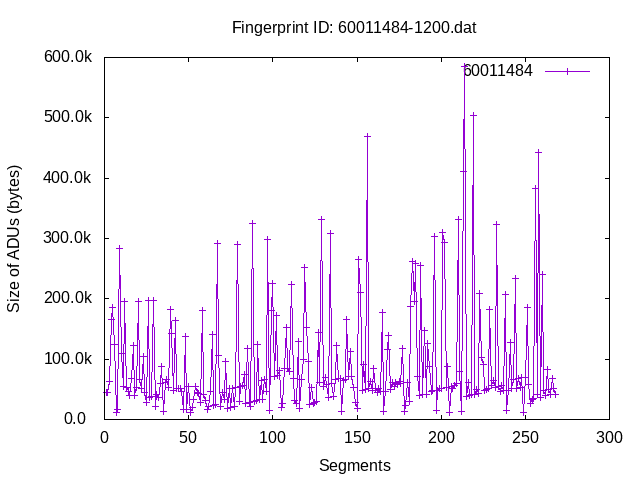 Fingerprint ID: 60011484-1200.dat
600.0k
60011484
500.0k
400.0k
300.0k
200.0k
100.0k
0.0
Size of ADUs (bytes)
0 50 100 150 200 250 300
Segments